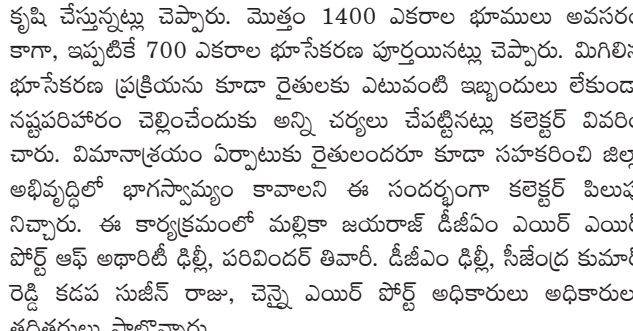 కృషి చేస్తున్నట్లు చెప్పారు. మొత్తం 1400 ఎకరాల భూములు అవసరం
కాగా, ఇప్పటికే 700 ఎకరాల భూసేకరణ పూర్తయినట్లు చెప్పారు. మిగిలిన
భూసేకరణ ప్రక్రియను కూడా రైతులకు ఎటువంటి ఇబ్బందులు లేకుండా
నష్టపరిహారం చెల్లించేందుకు అన్ని చర్యలు చేపట్టినట్లు కలెక్టర్ వివరిం
చారు. విమానాశ్రయం ఏర్పాటుకు రైతులందరూ కూడా సహకరించి జిల్లా
అభివృద్ధిలో భాగస్వామ్యం కావాలని ఈ సందర్భంగా కలెక్టర్ పిలుపు
నిచ్చారు. ఈ కార్యక్రమంలో మల్లికా జయరాజ్ డీజీఏం ఎయిర్ ఎయిర్
పోర్ట్ ఆఫ్ అథారిటీ ఢిల్లీ, పరివిందర్ తివారీ. డీజీఎం ఢిల్లీ, సీజేంద్ర కుమార్
రెడ్డి కడప సుజీన్ రాజు, చెన్నై ఎయిర్ పోర్ట్ అధికారులు అధికారులు
తదితరులు పాల్గొన్నారు.